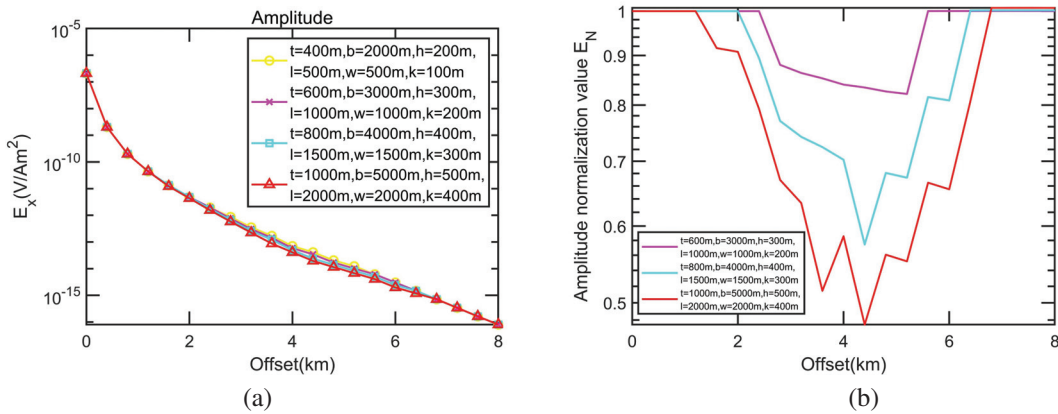 Amplitude
10^-5
10^-10
10^-15
E_x(V/Am²)
t=400m,b=2000m,h=200m,
l=500m,w=500m,k=100m
t=600m,b=3000m,h=300m,
l=1000m,w=1000m,k=200m
t=800m,b=4000m,h=400m,
l=1500m,w=1500m,k=300m
t=1000m,b=5000m,h=500m,
l=2000m,w=2000m,k=400m
0 2 4 6 8
Offset(km)
(a)
Amplitude normalization value E_N
1
0.9
0.8
0.7
0.6
0.5
t=600m,b=3000m,h=300m,
l=1000m,w=1000m,k=200m
t=800m,b=4000m,h=400m,
l=1500m,w=1500m,k=300m
t=1000m,b=5000m,h=500m,
l=2000m,w=2000m,k=400m
0 2 4 6 8
Offset(km)
(b)